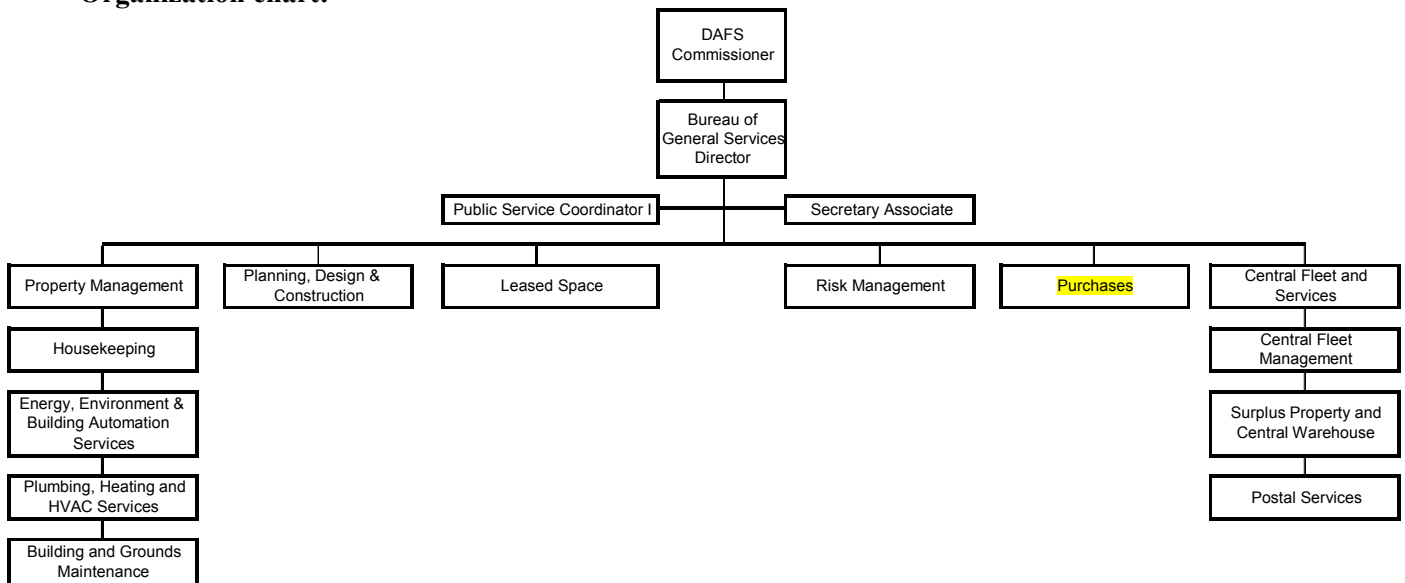 Organization chart:
DAFS
Commissioner
Bureau of
General Services
Director
Public Service Coordinator I
Secretary Associate
Property Management
Planning, Design &
Construction
Leased Space
Risk Management
Purchases
Central Fleet and
Services
Housekeeping
Central Fleet
Management
Energy, Environment &
Building Automation
Services
Surplus Property and
Central Warehouse
Plumbing, Heating and
HVAC Services
Postal Services
Building and Grounds
Maintenance